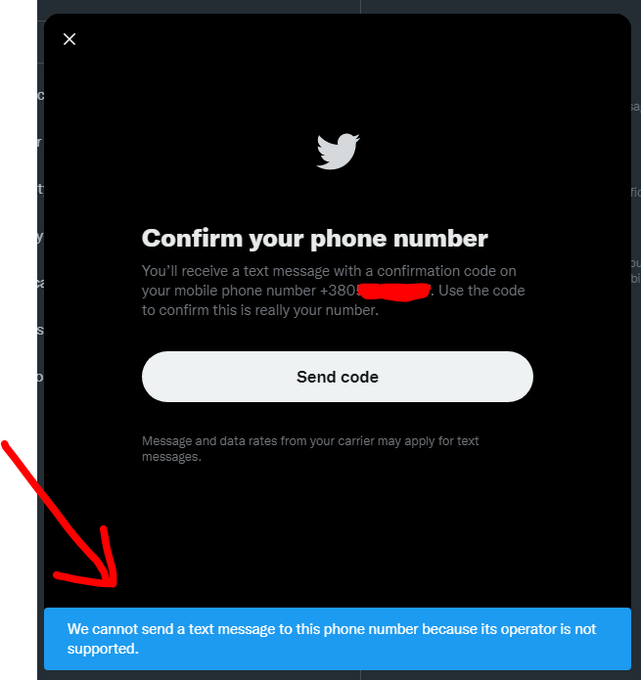 Confirm your phone number
You'll receive a text message with a confirmation code on
your mobile phone number +380 . Use the code
to confirm this is really your number.
Send code
Message and data rates from your carrier may apply for text
messages.
We cannot send a text message to this phone number because its operator is not
supported.